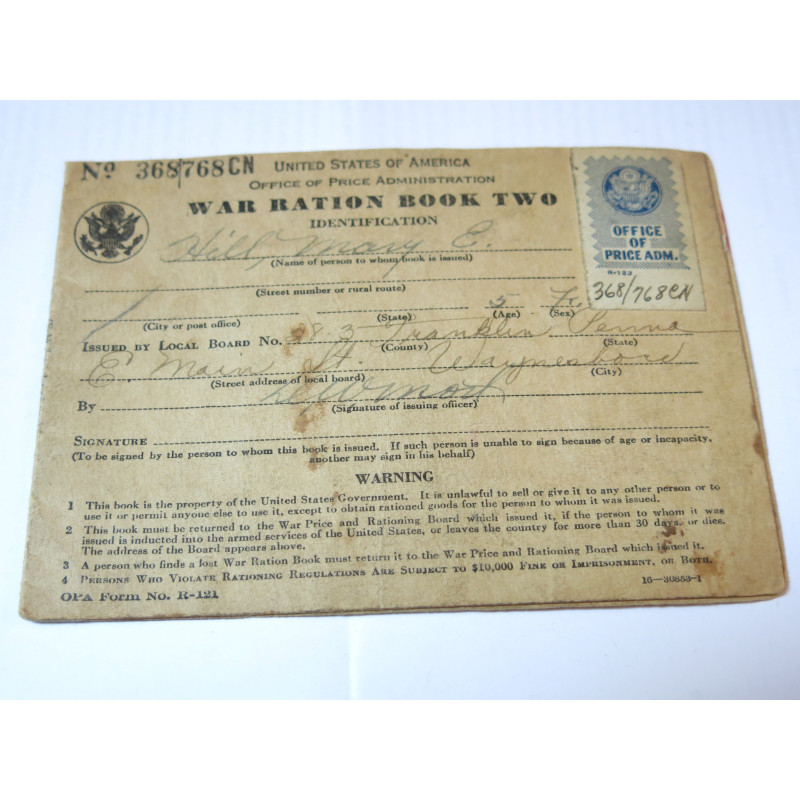 No 368768CN UNITED STATES OF AMERICA
OFFICE OF PRICE ADMINISTRATION
WAR RATION BOOK TWO
IDENTIFICATION
OFFICE
OF
PRICE ADM.
R-122
368/768CN
Hill, Mary E.
(Name of person to whom book is issued)
(Street number or rural route)
5 F.
(City or post office) (State) (Age) (Sex)
ISSUED BY LOCAL BOARD No. 28-3 Franklin Penna
(County) (State)
E. Main St. Waynesboro
(Street address of local board) (City)
By
(Signature of issuing officer)
SIGNATURE
(To be signed by the person to whom this book is issued. If such person is unable to sign because of age or incapacity,
another may sign in his behalf)
WARNING
1 This book is the property of the United States Government. It is unlawful to sell or give it to any other person or to
use it or permit anyone else to use it, except to obtain rationed goods for the person to whom it was issued.
2 This book must be returned to the War Price and Rationing Board which issued it, if the person to whom it was
issued is inducted into the armed services of the United States, or leaves the country for more than 30 days, or dies.
The address of the Board appears above.
3 A person who finds a lost War Ration Book must return it to the War Price and Rationing Board which issued it.
4 PERSONS WHO VIOLATE RATIONING REGULATIONS ARE SUBJECT TO $10,000 FINE OR IMPRISONMENT, OR BOTH.
OPA Form No. R-121
16-30853-1